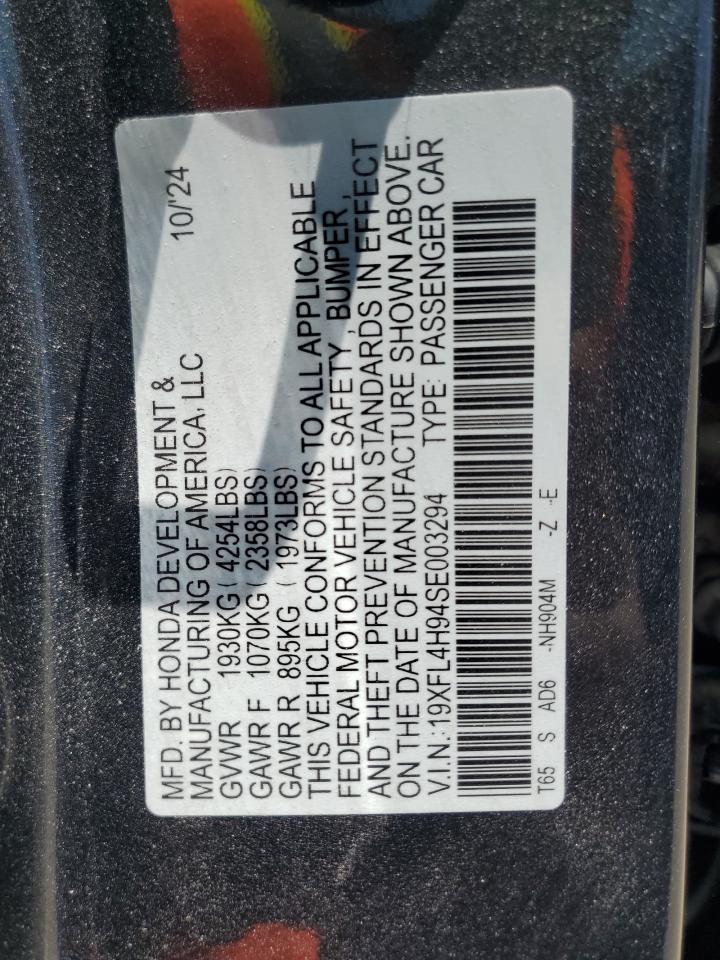 MFD. BY HONDA DEVELOPMENT &
MANUFACTURING OF AMERICA, LLC 10/'24
GVWR 1930KG ( 4254LBS)
GAWR F 1070KG ( 2358LBS)
GAWR R 895KG ( 1973LBS)
THIS VEHICLE CONFORMS TO ALL APPLICABLE
FEDERAL MOTOR VEHICLE SAFETY, BUMPER,
AND THEFT PREVENTION STANDARDS IN EFFECT
ON THE DATE OF MANUFACTURE SHOWN ABOVE.
V.I.N.:19XFL4H94SE003294 TYPE: PASSENGER CAR
T65 S AD6 -NH904M -Z -E